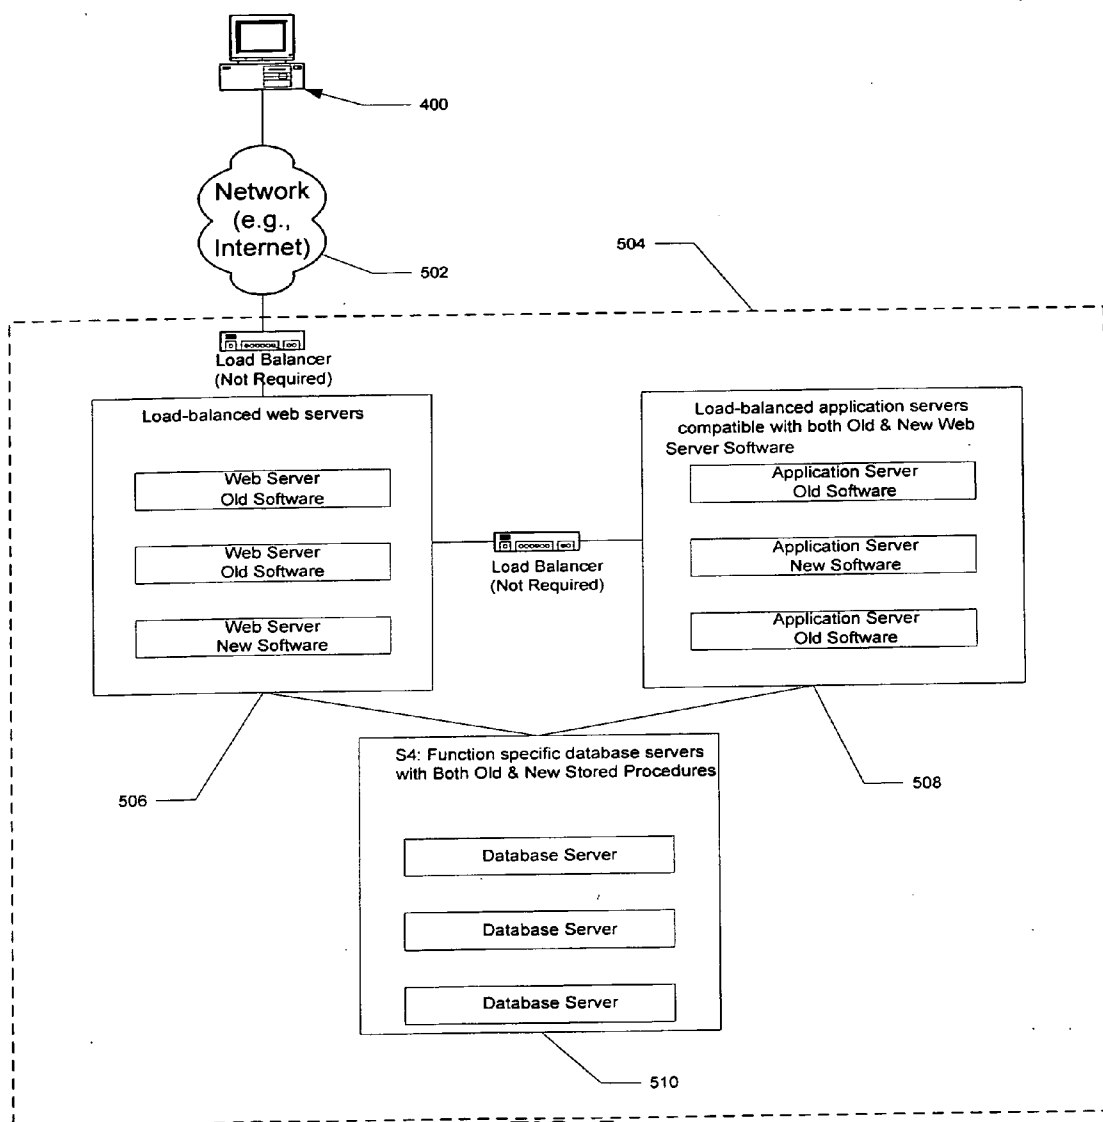 400
Network
(e.g.,
Internet)
502
504
Load Balancer
(Not Required)
Load-balanced web servers
Web Server
Old Software
Web Server
Old Software
Web Server
New Software
Load Balancer
(Not Required)
Load-balanced application servers
compatible with both Old & New Web
Server Software
Application Server
Old Software
Application Server
New Software
Application Server
Old Software
506
508
S4: Function specific database servers
with Both Old & New Stored Procedures
Database Server
Database Server
Database Server
510